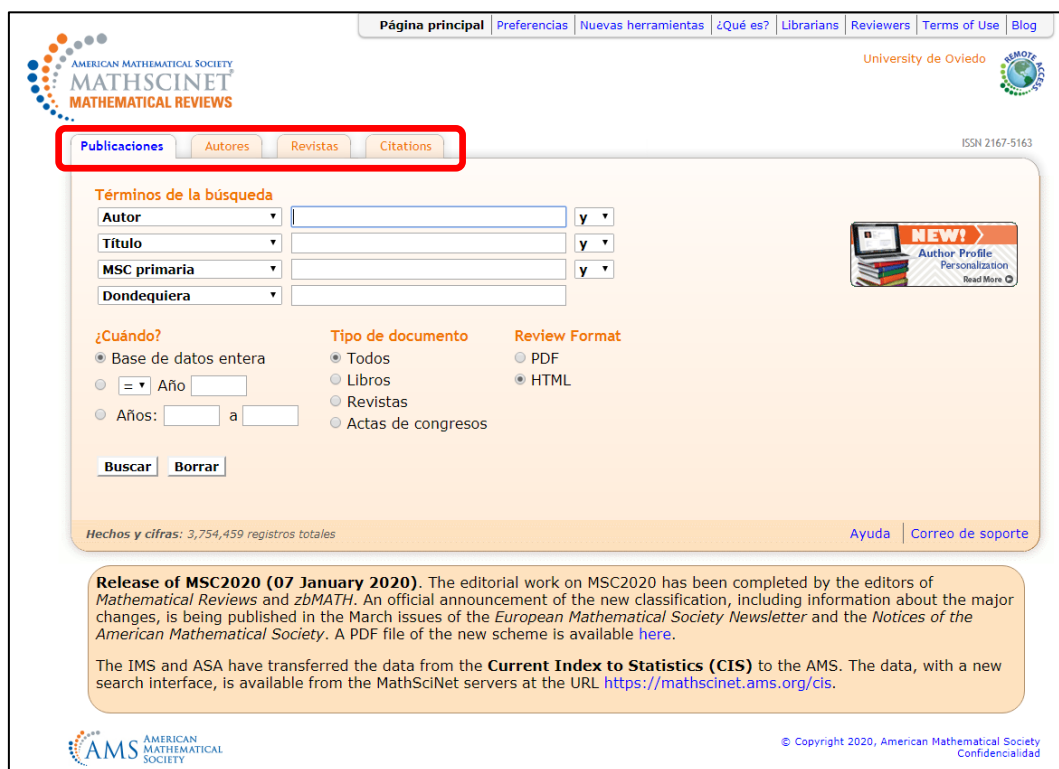 Página principal Preferencias Nuevas herramientas ¿Qué es? Librarians Reviewers Terms of Use Blog
AMERICAN MATHEMATICAL SOCIETY
MATHSCINET®
MATHEMATICAL REVIEWS
University de Oviedo
REMOTE ACCESS
Publicaciones Autores Revistas Citations
ISSN 2167-5163
Términos de la búsqueda
Autor y
Título y
MSC primaria y
Dondequiera
NEW!
Author Profile
Personalization
Read More
¿Cuándo? Tipo de documento Review Format
Base de datos entera Todos PDF
= Año Libros HTML
Años: a Revistas
Actas de congresos
Buscar Borrar
Hechos y cifras: 3,754,459 registros totales
Ayuda Correo de soporte
Release of MSC2020 (07 January 2020). The editorial work on MSC2020 has been completed by the editors of
Mathematical Reviews and zbMATH. An official announcement of the new classification, including information about the major
changes, is being published in the March issues of the European Mathematical Society Newsletter and the Notices of the
American Mathematical Society. A PDF file of the new scheme is available here.
The IMS and ASA have transferred the data from the Current Index to Statistics (CIS) to the AMS. The data, with a new
search interface, is available from the MathSciNet servers at the URL https://mathscinet.ams.org/cis.
AMS AMERICAN
MATHEMATICAL
SOCIETY
© Copyright 2020, American Mathematical Society
Confidencialidad